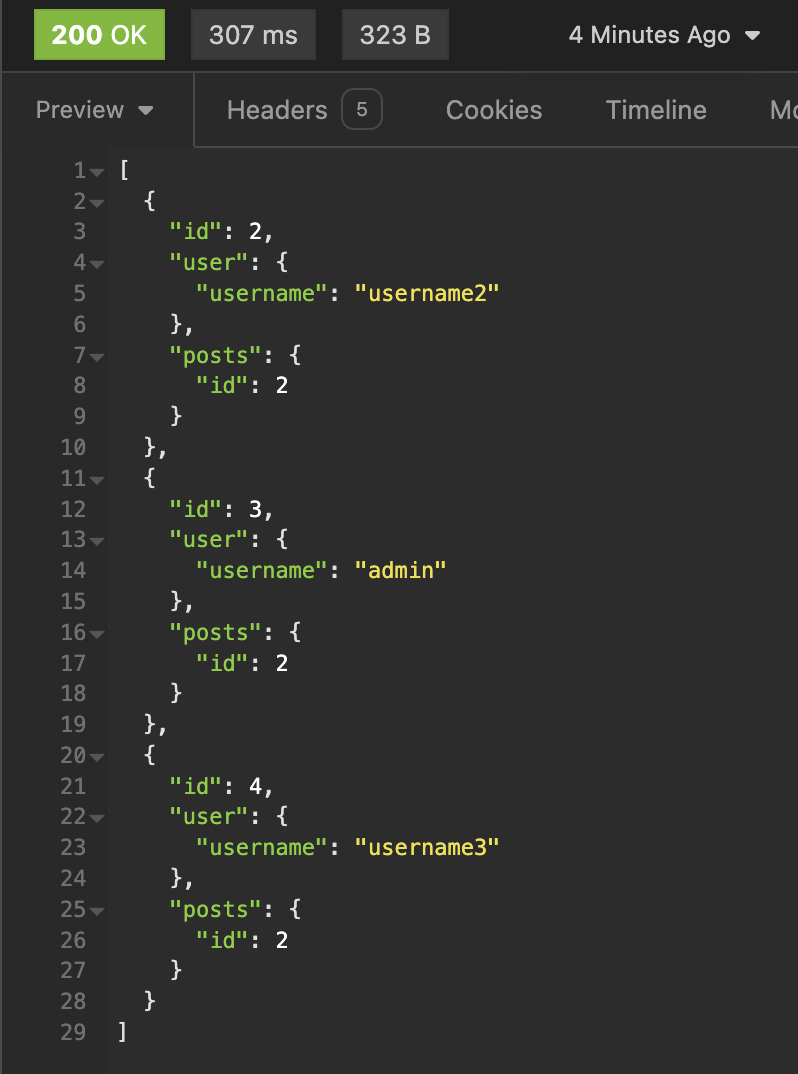 200 OK 307 ms 323 B 4 Minutes Ago
Preview Headers 5 Cookies Timeline
1 [
2 {
3 "id": 2,
4 "user": {
5 "username": "username2"
6 },
7 "posts": {
8 "id": 2
9 }
10 },
11 {
12 "id": 3,
13 "user": {
14 "username": "admin"
15 },
16 "posts": {
17 "id": 2
18 }
19 },
20 {
21 "id": 4,
22 "user": {
23 "username": "username3"
24 },
25 "posts": {
26 "id": 2
27 }
28 }
29 ]